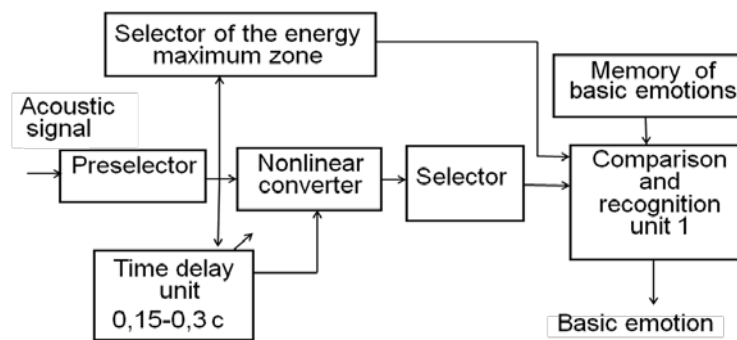 Selector of the energy
maximum zone
Memory of
basic emotions
Acoustic
signal
Preselector
Nonlinear
converter
Selector
Comparison
and
recognition
unit 1
Time delay
unit
0,15-0,3 c
Basic emotion